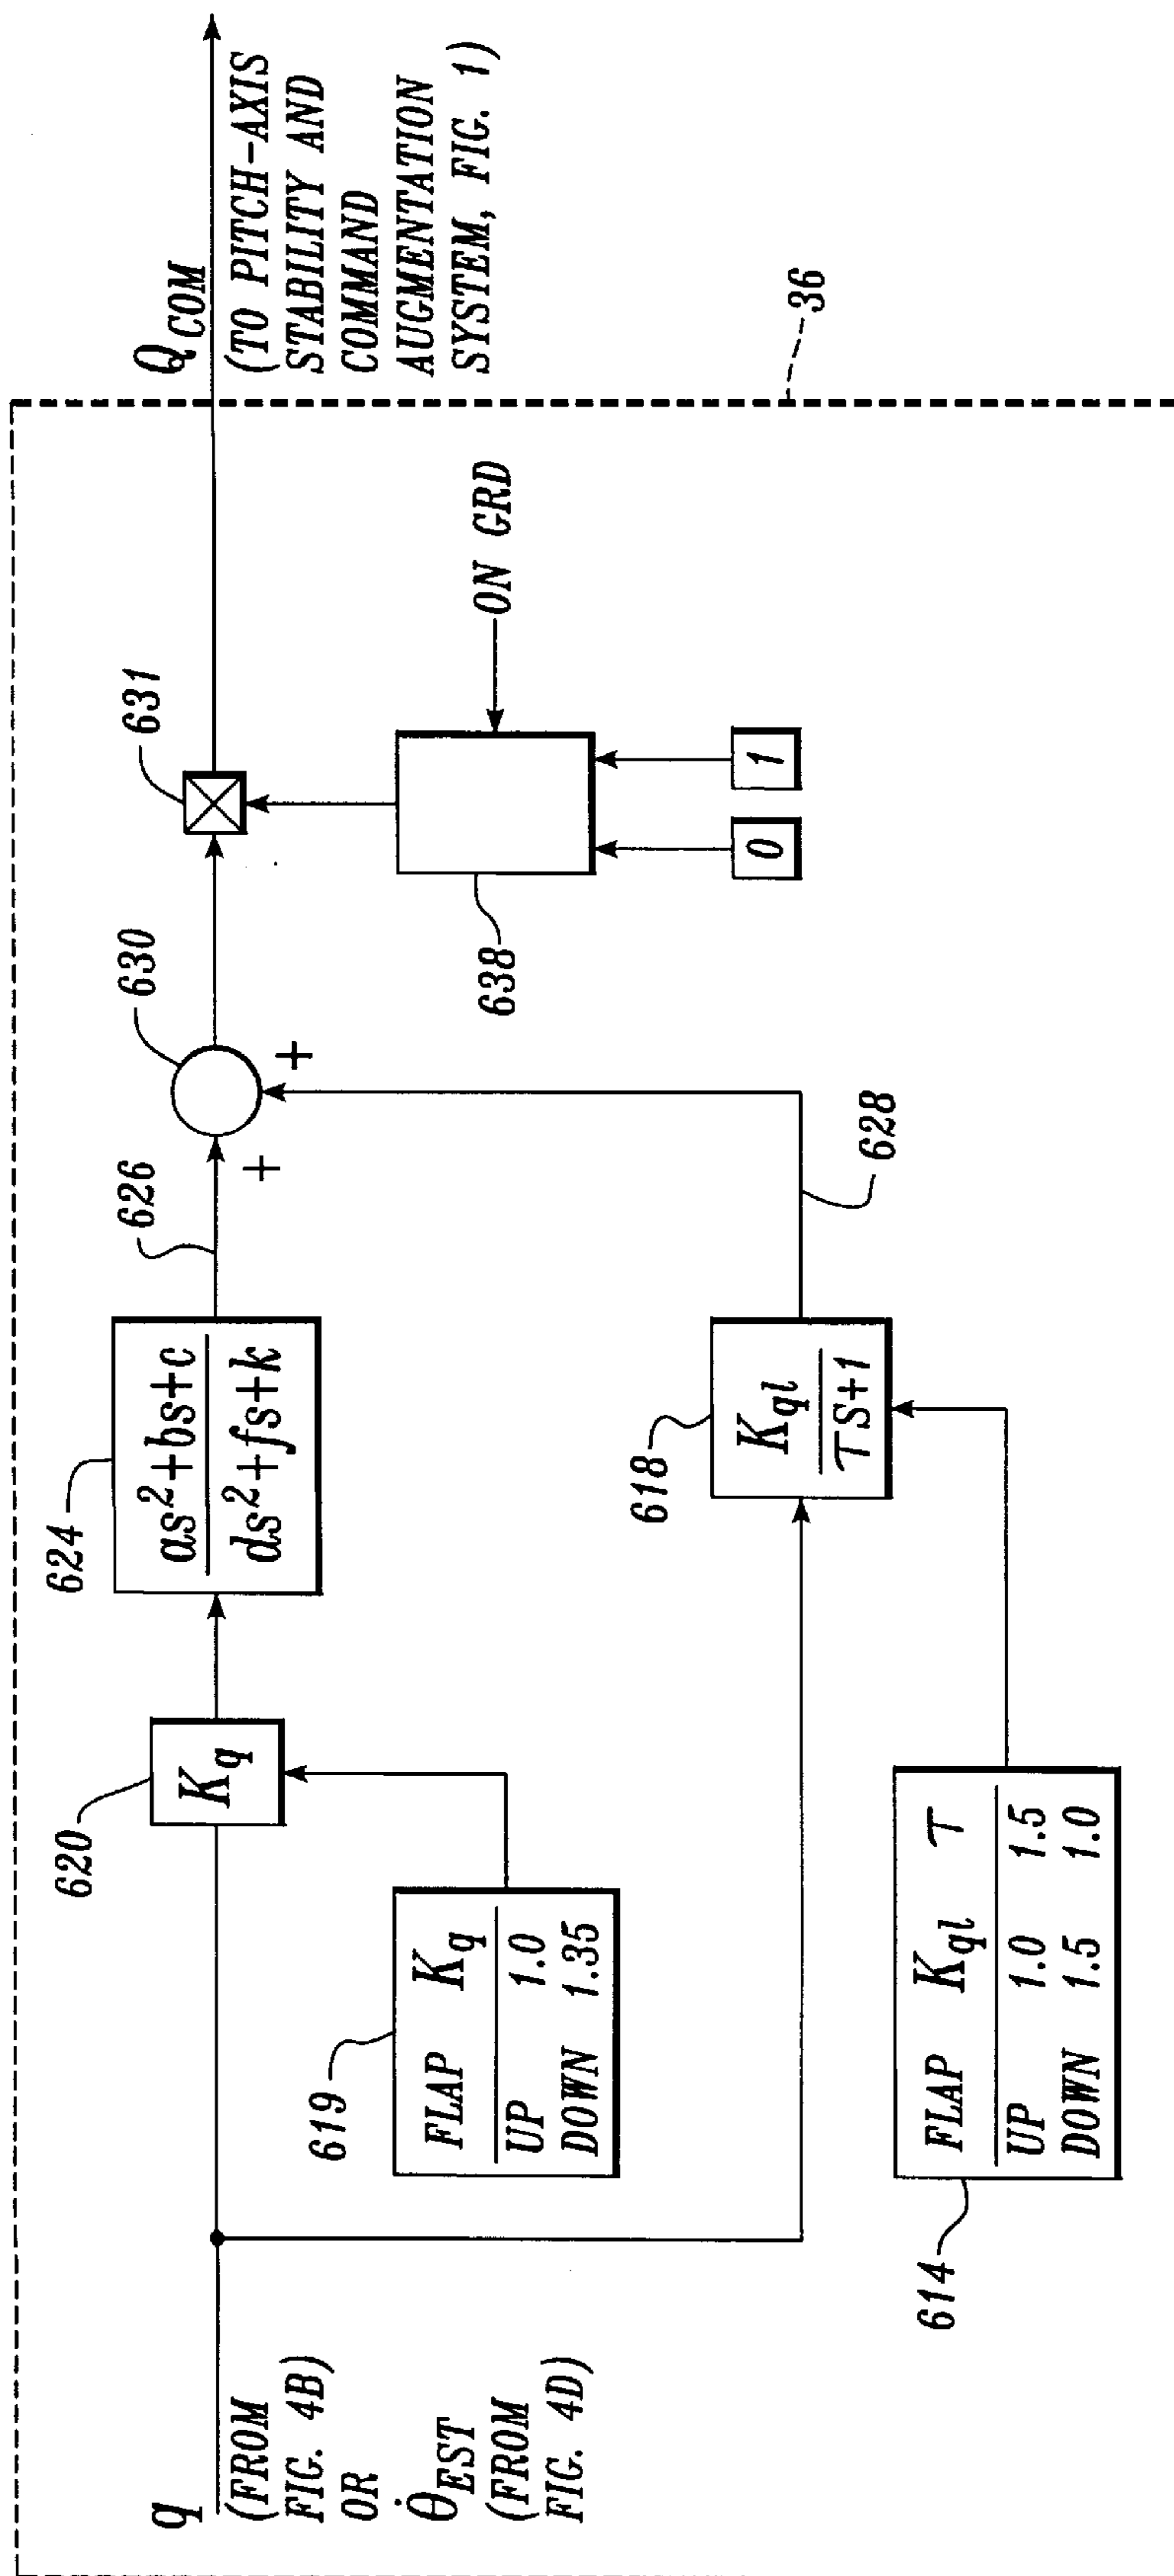 q
(FROM
FIG. 4B)
OR
θ̇EST
(FROM
FIG. 4D)
620
Kq
619
FLAP Kq
UP 1.0
DOWN 1.35
614
FLAP Kql τ
UP 1.0 1.5
DOWN 1.5 1.0
624
as²+bs+c
ds²+fs+k
618
Kql
τS+1
626
+
+
628
630
631
638
0
1
ON GRD
QCOM
(TO PITCH-AXIS
STABILITY AND
COMMAND
AUGMENTATION
SYSTEM, FIG. 1)
36